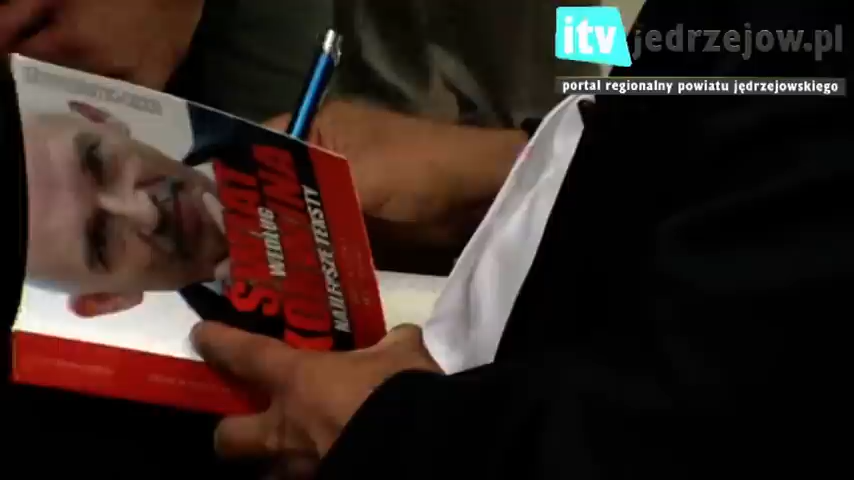 itv jedrzejow.pl
portal regionalny powiatu jędrzejowskiego
ŚWIAT
WEDŁUG
KORWINA
NAJLEPSZE TEKSTY